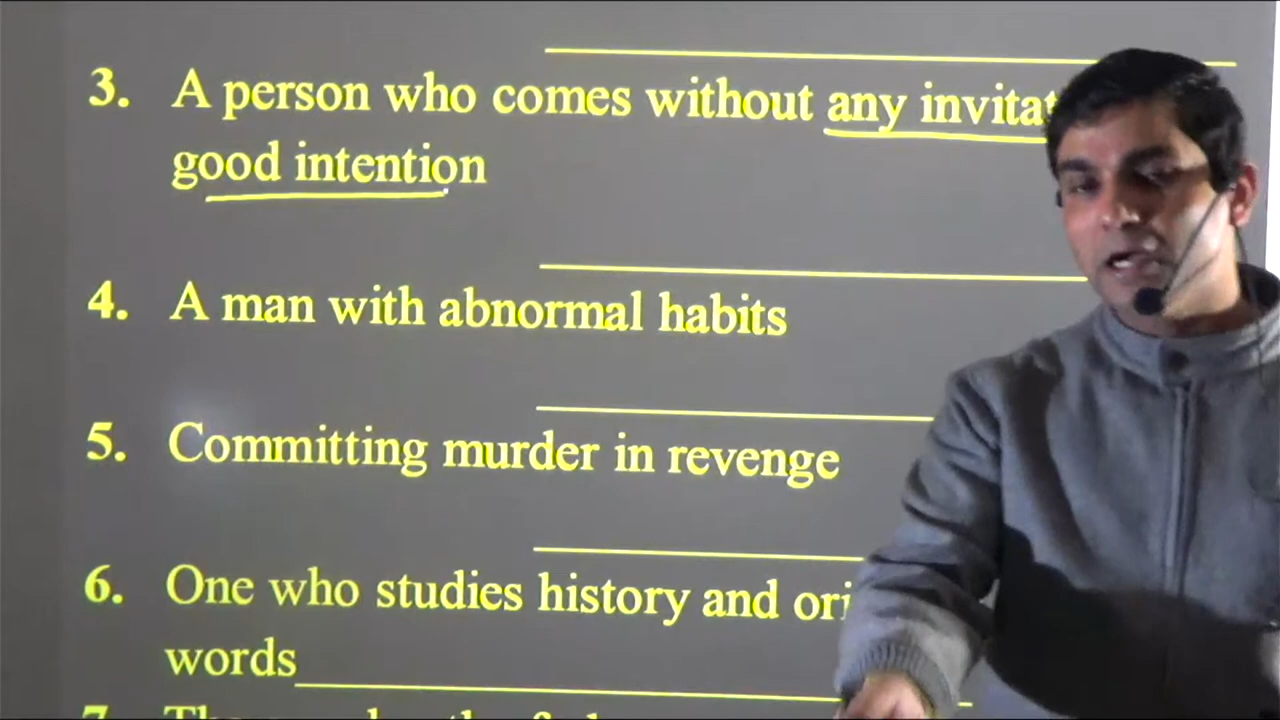 3. A person who comes without any invitat
good intention
4. A man with abnormal habits
5. Committing murder in revenge
6. One who studies history and ori
words
7.